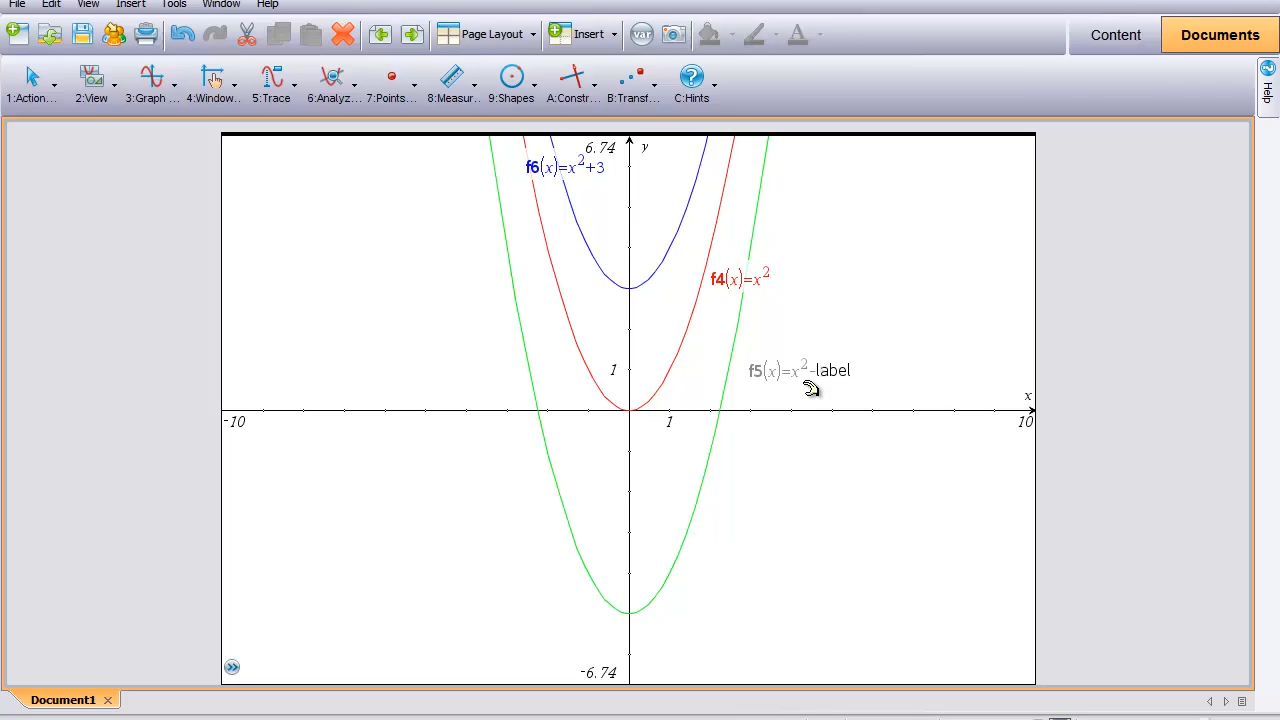 File Edit View Insert Tools Window Help
Page Layout Insert var Content Documents
1:Action... 2:View 3:Graph ... 4:Window... 5:Trace 6:Analyz... 7:Points... 8:Measur... 9:Shapes A:Constr... B:Transf... C:Hints
Help
6.74 y
f6(x)=x²+3
f4(x)=x²
f5(x)=x²-label
1
x
-10 1 10
-6.74
Document1